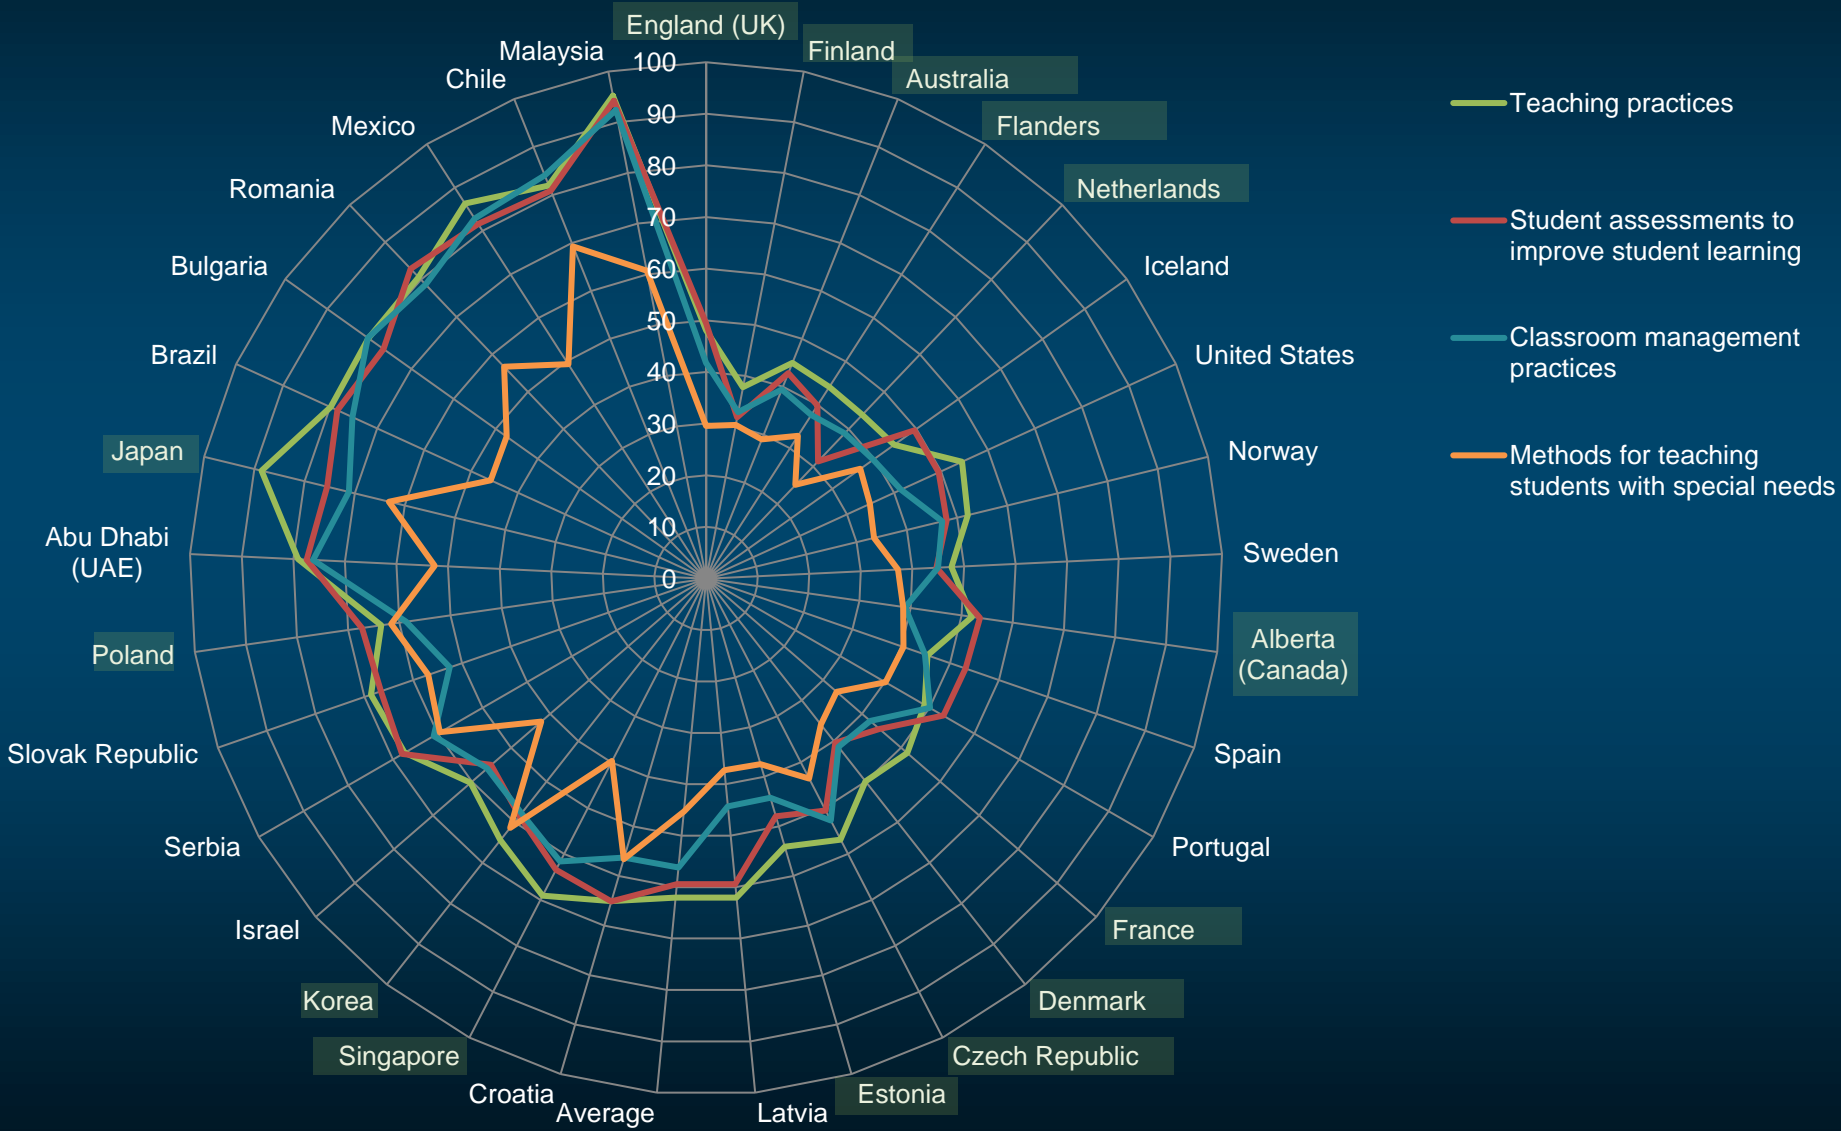 England (UK)
Finland
Australia
Flanders
Netherlands
Iceland
United States
Norway
Sweden
Alberta
(Canada)
Spain
Portugal
France
Denmark
Czech Republic
Estonia
Latvia
Average
Croatia
Singapore
Korea
Israel
Serbia
Slovak Republic
Poland
Abu Dhabi
(UAE)
Japan
Brazil
Bulgaria
Romania
Mexico
Chile
Malaysia
100
90
80
70
60
50
40
30
20
10
0
Teaching practices
Student assessments to
improve student learning
Classroom management
practices
Methods for teaching
students with special needs